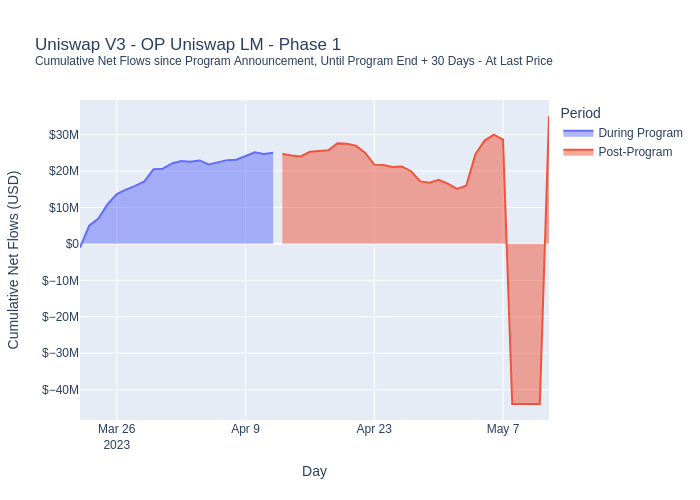 Uniswap V3 - OP Uniswap LM - Phase 1
Cumulative Net Flows since Program Announcement, Until Program End + 30 Days - At Last Price
Period
During Program
Post-Program
Cumulative Net Flows (USD)
$30M
$20M
$10M
$0
$−10M
$−20M
$−30M
$−40M
Mar 26
2023
Apr 9
Apr 23
May 7
Day